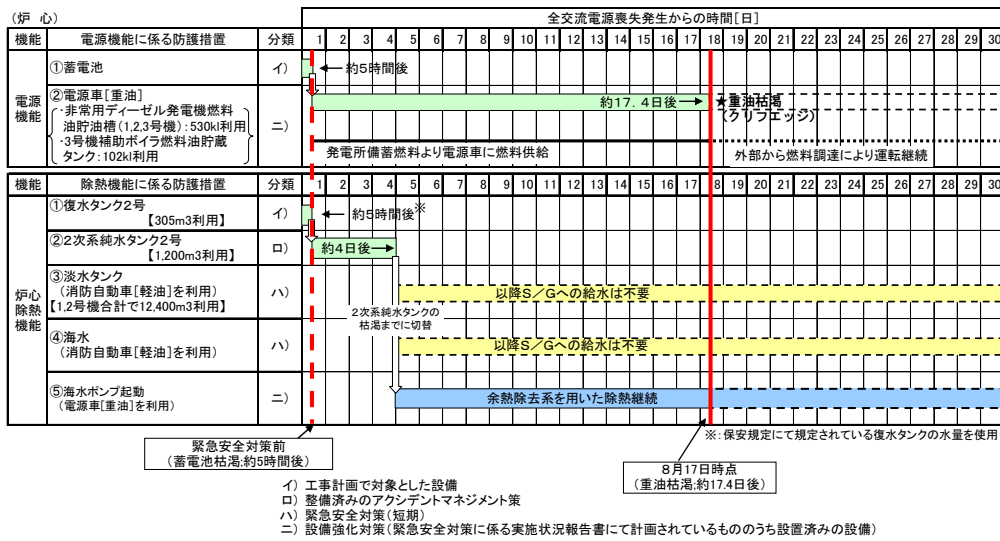 (炉 心)
全交流電源喪失発生からの時間[日]
機能 電源機能に係る防護措置 分類 1 2 3 4 5 6 7 8 9 10 11 12 13 14 15 16 17 18 19 20 21 22 23 24 25 26 27 28 29 30
電源
機能
①蓄電池 イ) 約5時間後
②電源車[重油]
・非常用ディーゼル発電機燃料
油貯油槽(1,2,3号機):530kl利用
・3号機補助ボイラ燃料油貯蔵
タンク:102kl利用
ニ)
約17.4日後
★重油枯渇
(クリフエッジ)
発電所備蓄燃料より電源車に燃料供給
外部から燃料調達により運転継続
機能 除熱機能に係る防護措置 分類 1 2 3 4 5 6 7 8 9 10 11 12 13 14 15 16 17 18 19 20 21 22 23 24 25 26 27 28 29 30
炉心
除熱
機能
①復水タンク2号
【305m3利用】
イ) 約5時間後※
②2次系純水タンク2号
【1,200m3利用】
ロ) 約4日後
③淡水タンク
(消防自動車[軽油]を利用)
【1,2号機合計で12,400m3利用】
ハ) 以降S/Gへの給水は不要
2次系純水タンクの
枯渇までに切替
④海水
(消防自動車[軽油]を利用)
ハ) 以降S/Gへの給水は不要
⑤海水ポンプ起動
(電源車[重油]を利用)
ニ) 余熱除去系を用いた除熱継続
※:保安規定にて規定されている復水タンクの水量を使用
緊急安全対策前
(蓄電池枯渇;約5時間後)
8月17日時点
(重油枯渇;約17.4日後)
イ) 工事計画で対象とした設備
ロ) 整備済みのアクシデントマネジメント策
ハ) 緊急安全対策(短期)
ニ) 設備強化対策(緊急安全対策に係る実施状況報告書にて計画されているもののうち設置済みの設備)